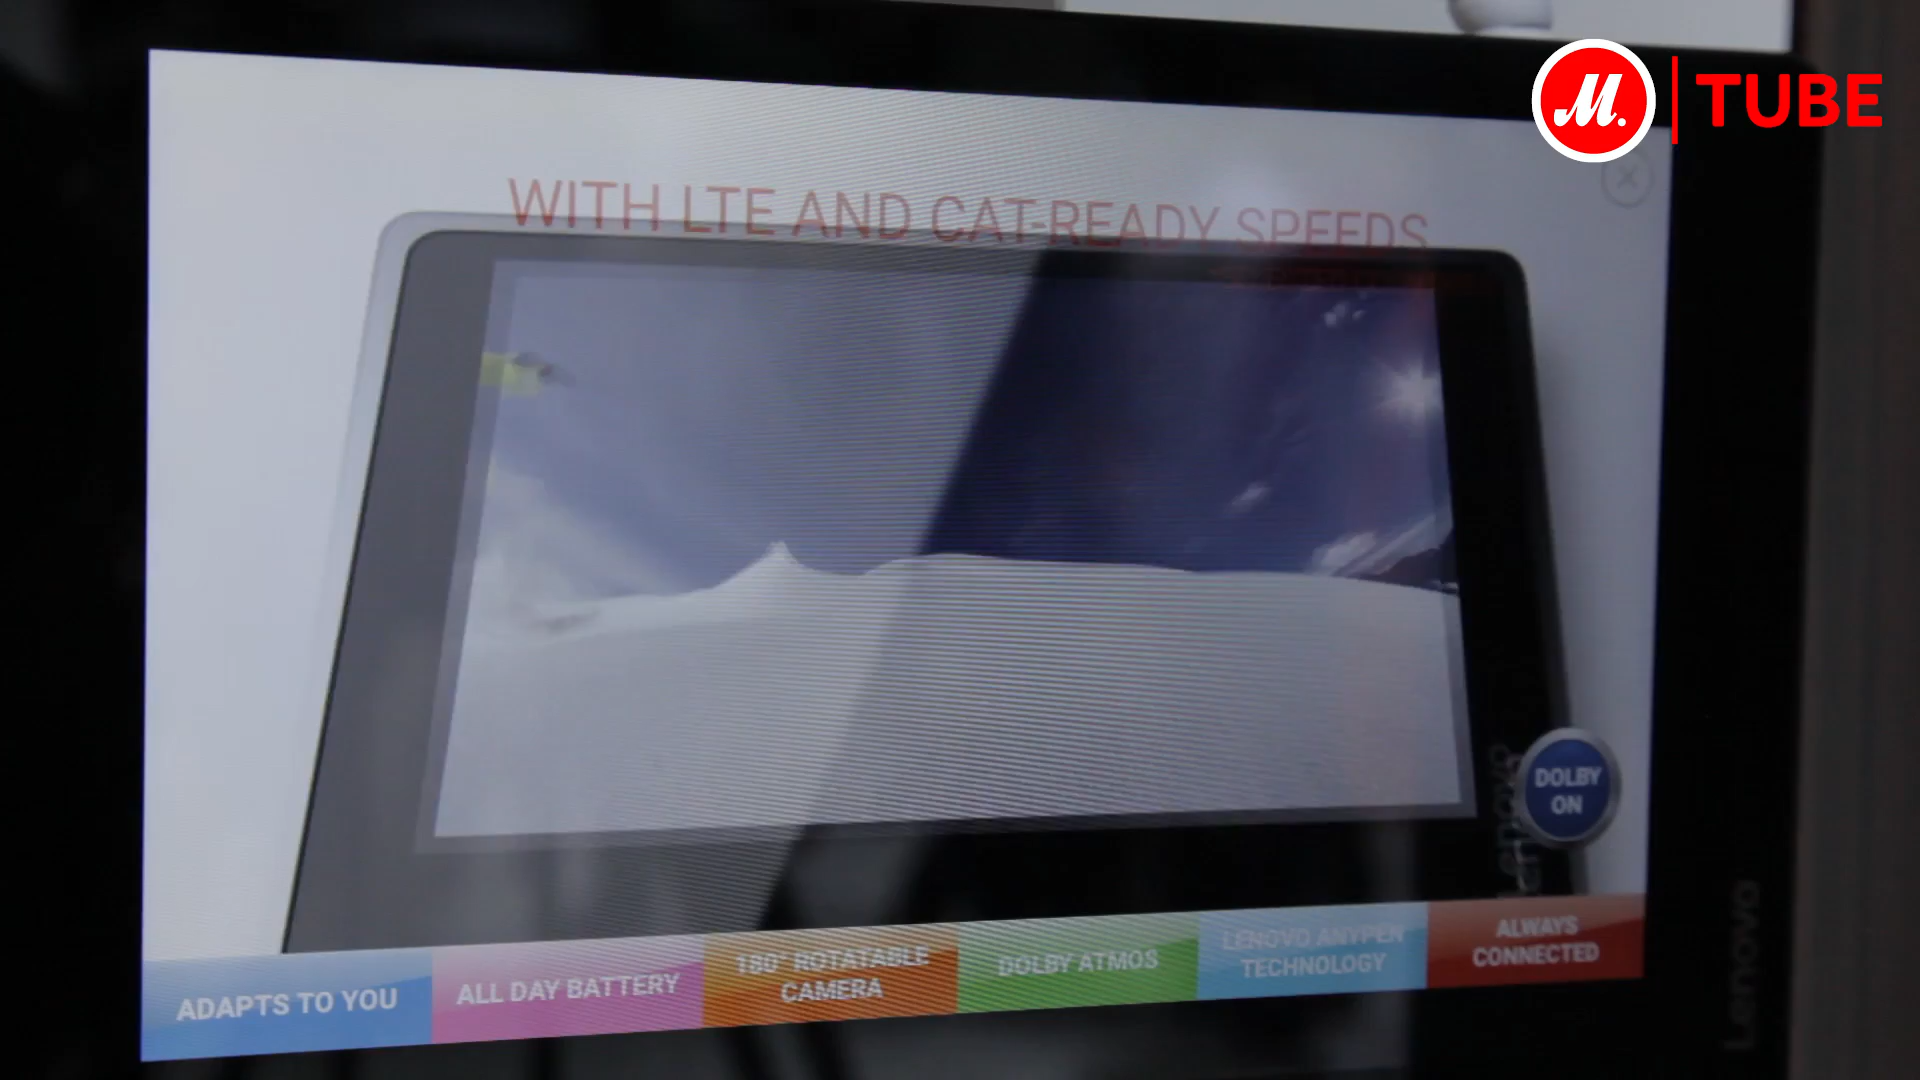 M. TUBE
WITH LTE AND CAT-READY SPEEDS
DOLBY
ON
Lenovo
Lenovo
ADAPTS TO YOU
ALL DAY BATTERY
180° ROTATABLE
CAMERA
DOLBY ATMOS
LENOVO ANYPEN
TECHNOLOGY
ALWAYS
CONNECTED
Lenovo